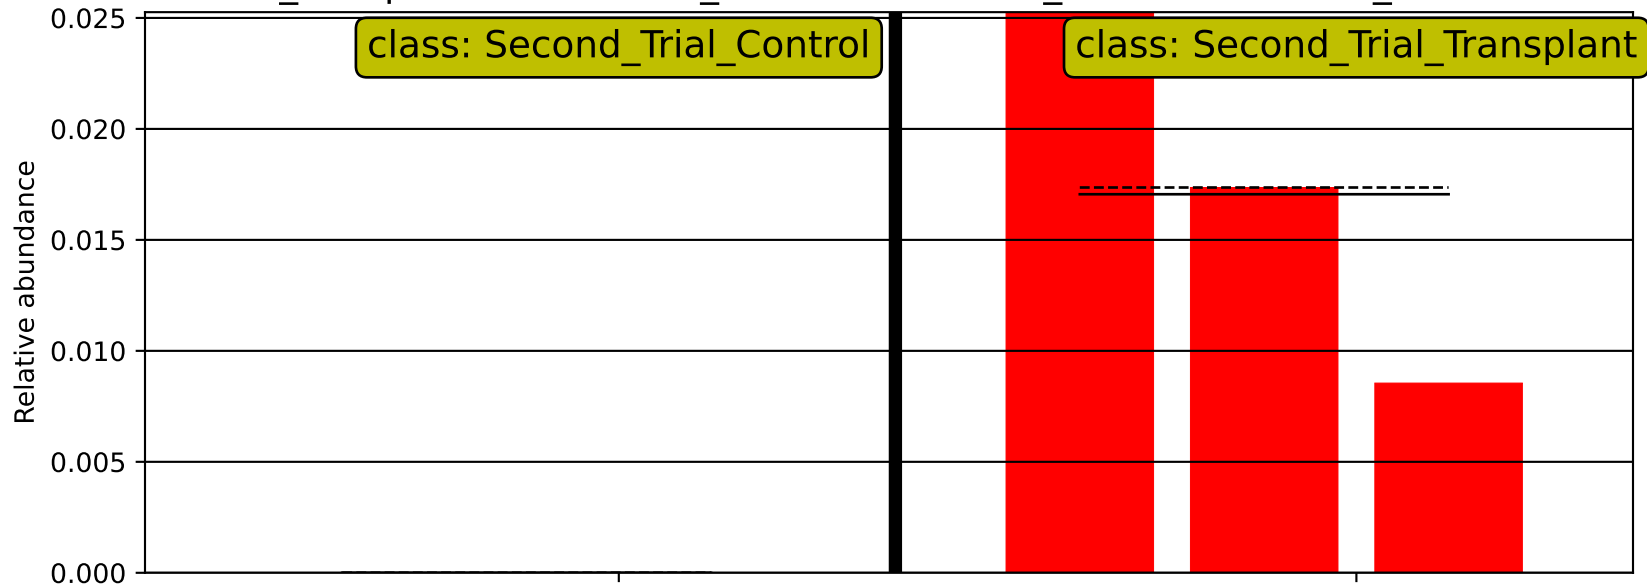 0.025
class: Second_Trial_Control
class: Second_Trial_Transplant
0.020
0.015
0.010
0.005
0.000
Relative abundance